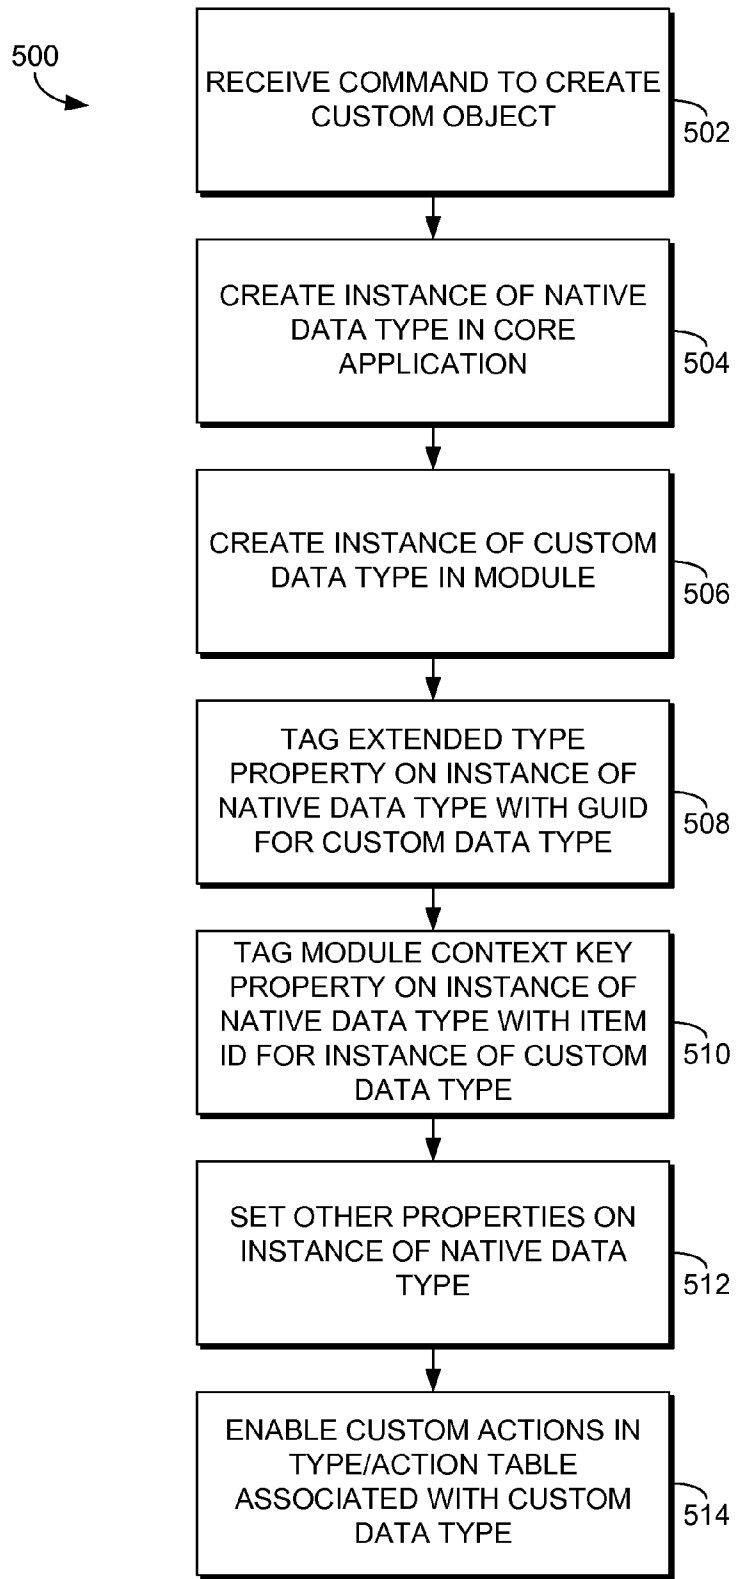 500
RECEIVE COMMAND TO CREATE
CUSTOM OBJECT
502
CREATE INSTANCE OF NATIVE
DATA TYPE IN CORE
APPLICATION
504
CREATE INSTANCE OF CUSTOM
DATA TYPE IN MODULE
506
TAG EXTENDED TYPE
PROPERTY ON INSTANCE OF
NATIVE DATA TYPE WITH GUID
FOR CUSTOM DATA TYPE
508
TAG MODULE CONTEXT KEY
PROPERTY ON INSTANCE OF
NATIVE DATA TYPE WITH ITEM
ID FOR INSTANCE OF CUSTOM
DATA TYPE
510
SET OTHER PROPERTIES ON
INSTANCE OF NATIVE DATA
TYPE
512
ENABLE CUSTOM ACTIONS IN
TYPE/ACTION TABLE
ASSOCIATED WITH CUSTOM
DATA TYPE
514